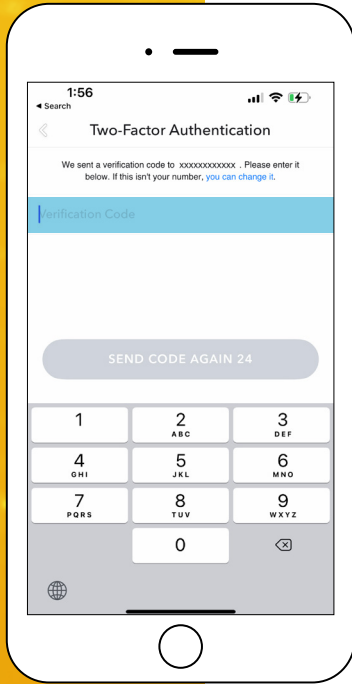 1:56
◄ Search
Two-Factor Authentication
We sent a verification code to xxxxxxxxxxxx . Please enter it
below. If this isn't your number, you can change it.
Verification Code
SEND CODE AGAIN 24
1 2 3
ABC DEF
4 5 6
GHI JKL MNO
7 8 9
PQRS TUV WXYZ
0